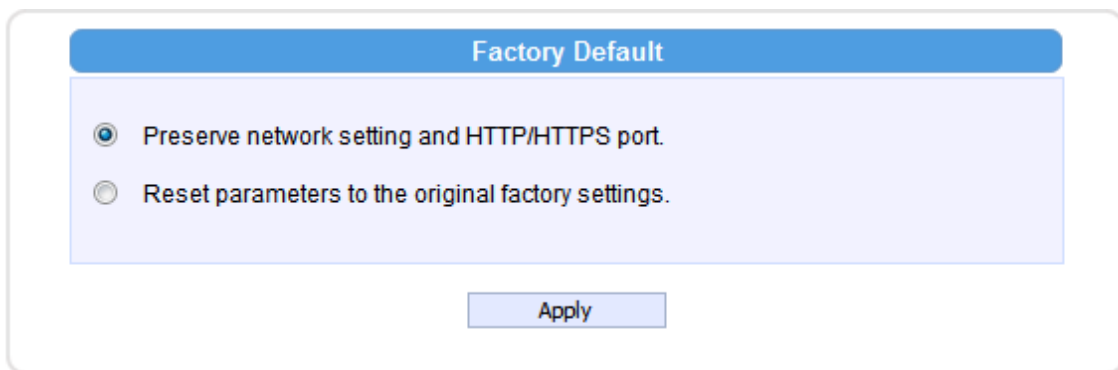 Factory Default
Preserve network setting and HTTP/HTTPS port.
Reset parameters to the original factory settings.
Apply